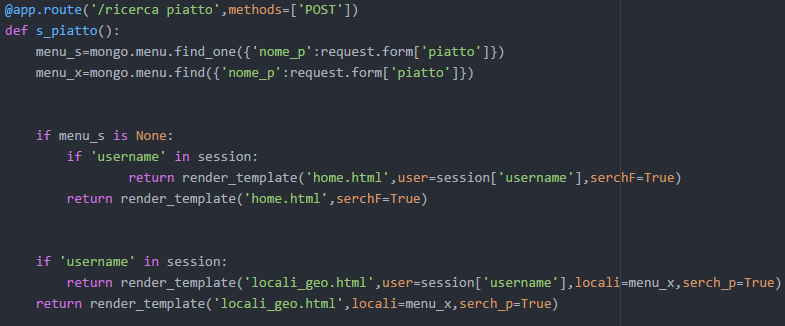 @app.route('/ricerca piatto',methods=['POST'])
def s_piatto():
    menu_s=mongo.menu.find_one({'nome_p':request.form['piatto']})
    menu_x=mongo.menu.find({'nome_p':request.form['piatto']})
    if menu_s is None:
        if 'username' in session:
                return render_template('home.html',user=session['username'],serchF=True)
        return render_template('home.html',serchF=True)
    if 'username' in session:
        return render_template('locali_geo.html',user=session['username'],locali=menu_x,serch_p=True)
    return render_template('locali_geo.html',locali=menu_x,serch_p=True)